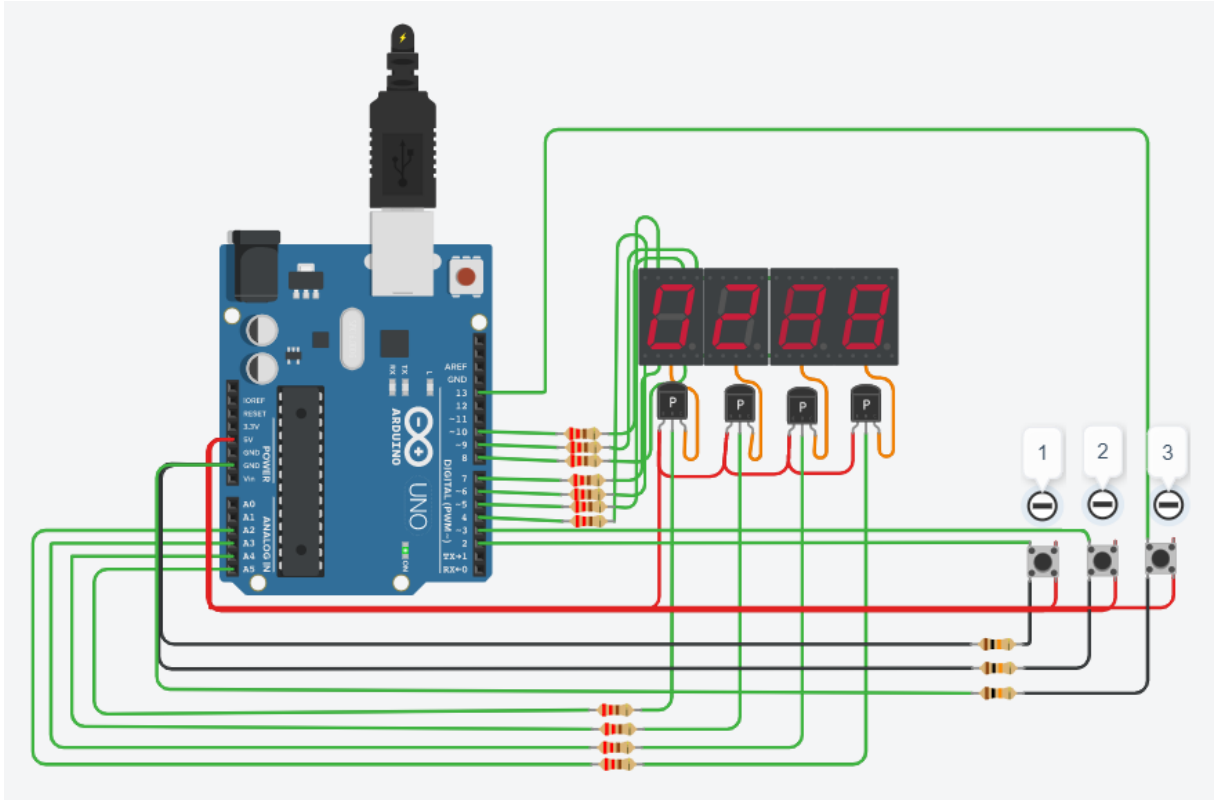 AREF
GND
13
12
~11
~10
~9
8
7
~6
~5
4
~3
2
TX→1
RX←0
DIGITAL (PWM~)
RX
TX
L
ARDUINO
UNO
ON
IOREF
RESET
3.3V
5V
GND
GND
Vin
POWER
A0
A1
A2
A3
A4
A5
ANALOG IN
0288
P
P
P
P
1
2
3